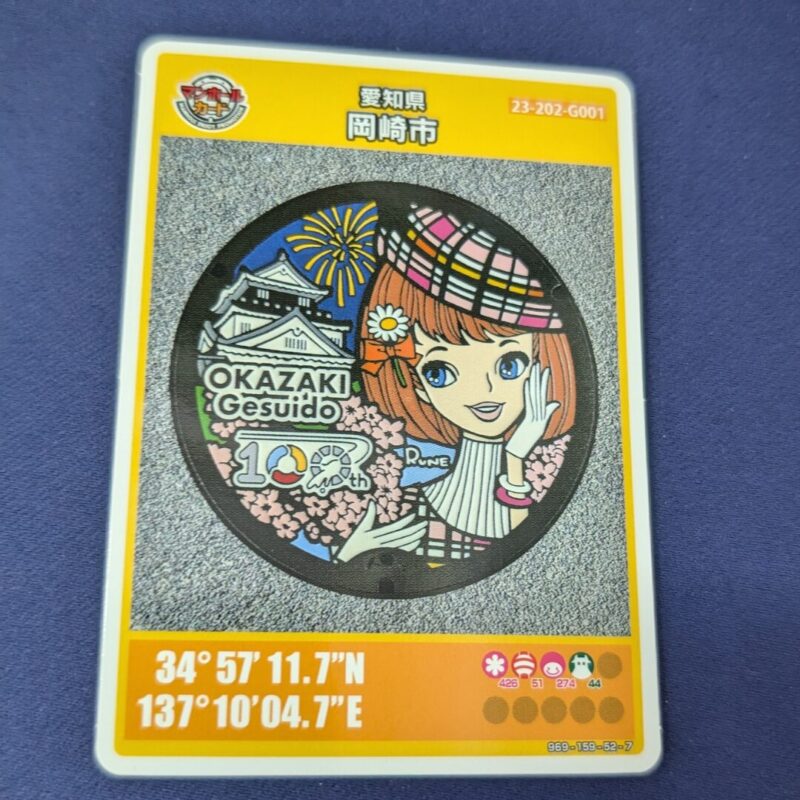 マンホール
カード
愛知県
岡崎市
23-202-G001
OKAZAKI
Gesuido
100th
RUNE
34°57'11.7"N
137°10'04.7"E
426 51 274 44
969-159-52-7